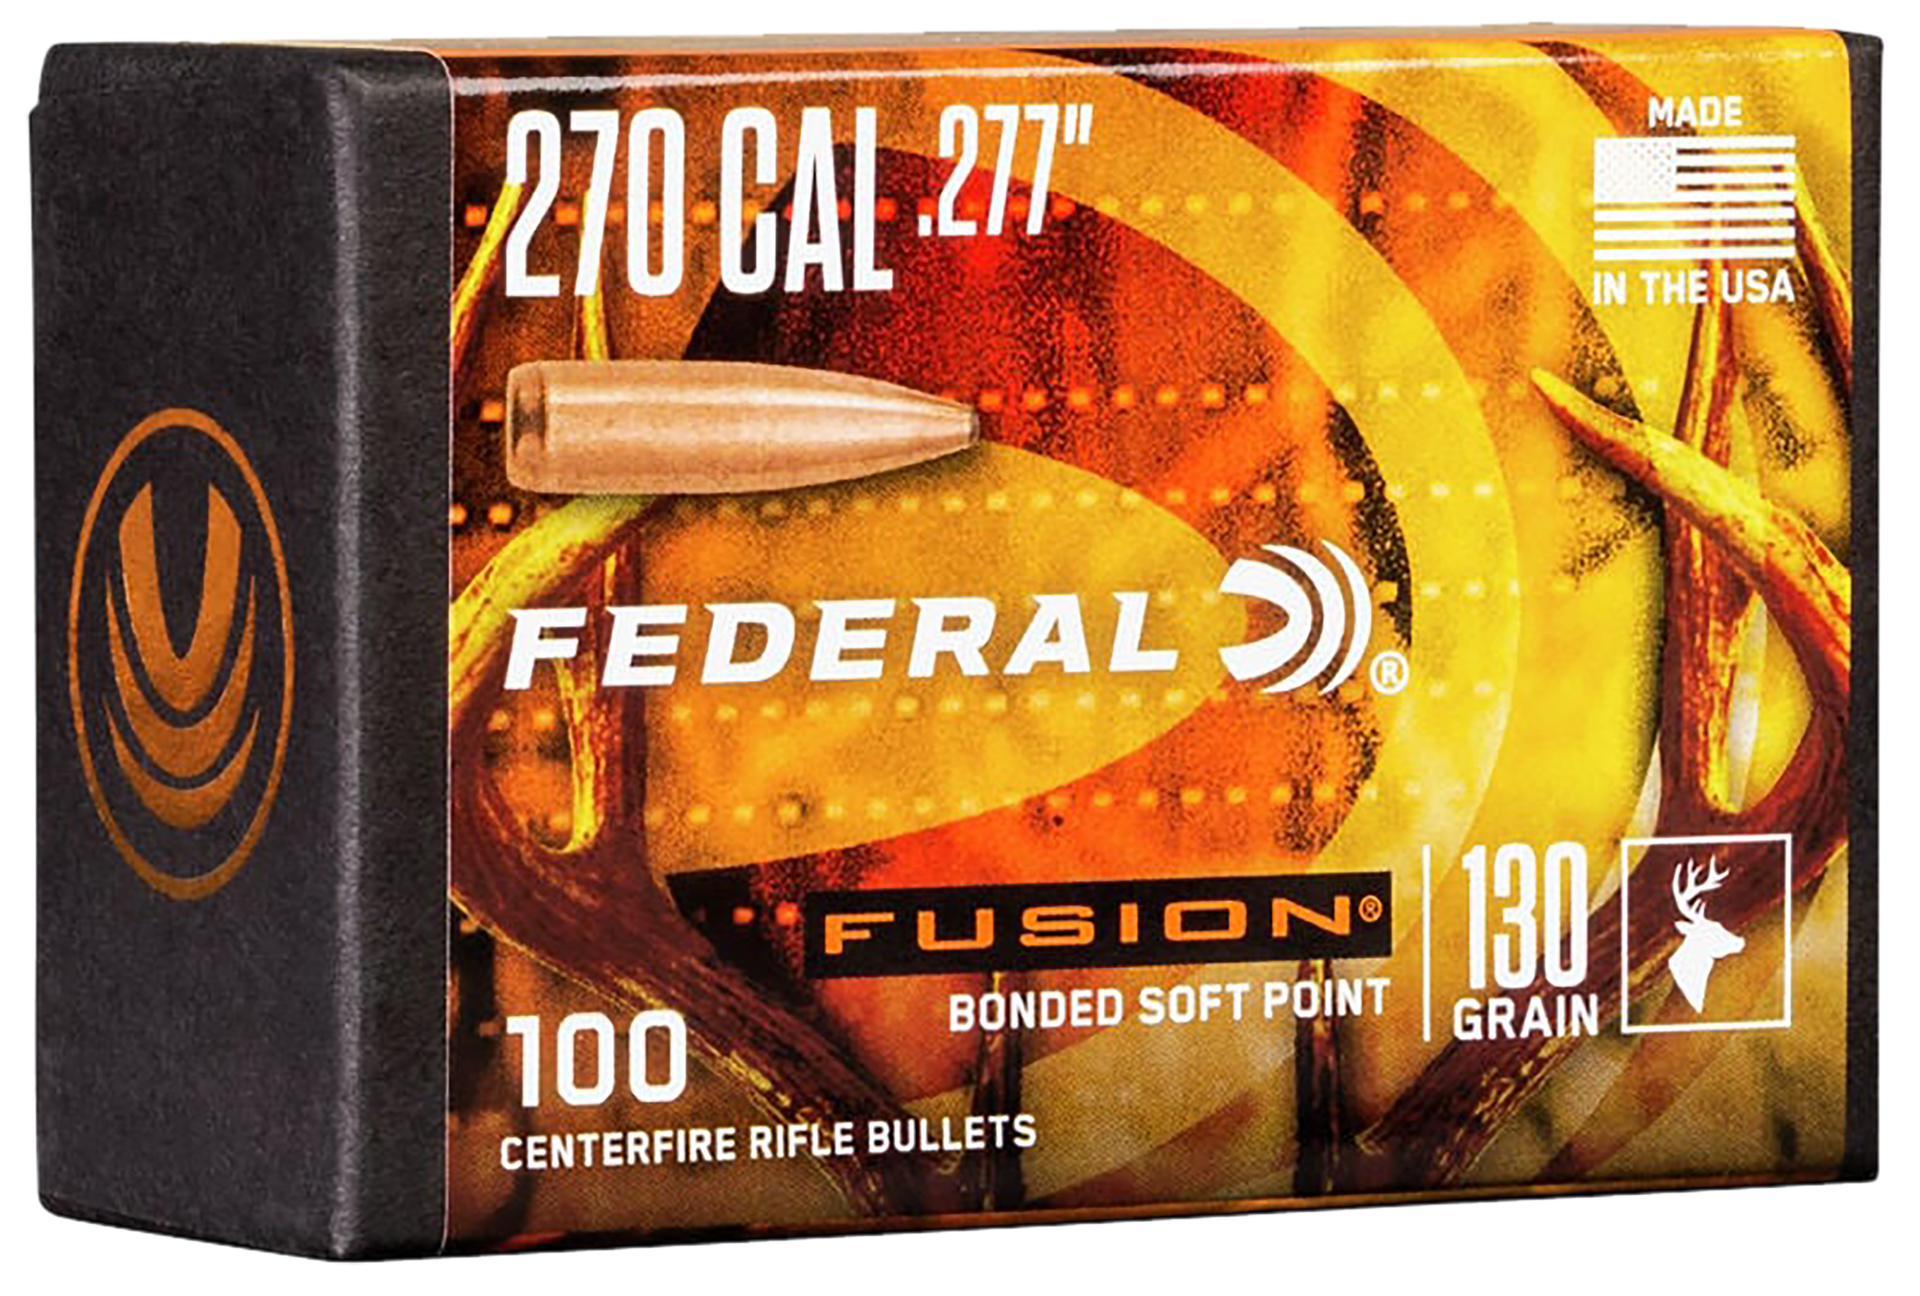 270 CAL .277"
MADE
IN THE USA
FEDERAL®
FUSION®
BONDED SOFT POINT
130
GRAIN
100
CENTERFIRE RIFLE BULLETS